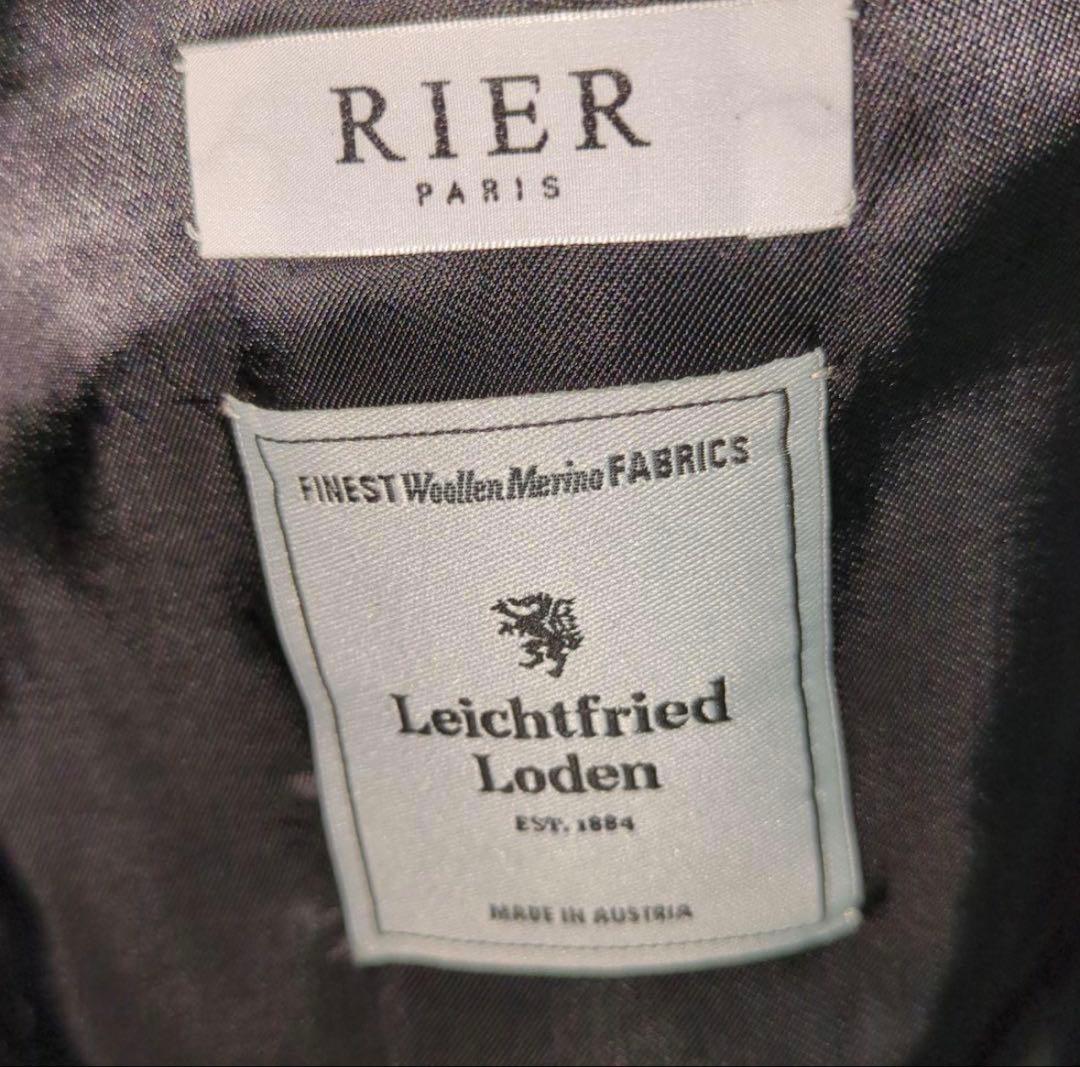 RIER
PARIS
FINEST Woollen Merino FABRICS
Leichtfried
Loden
EST. 1884
MADE IN AUSTRIA